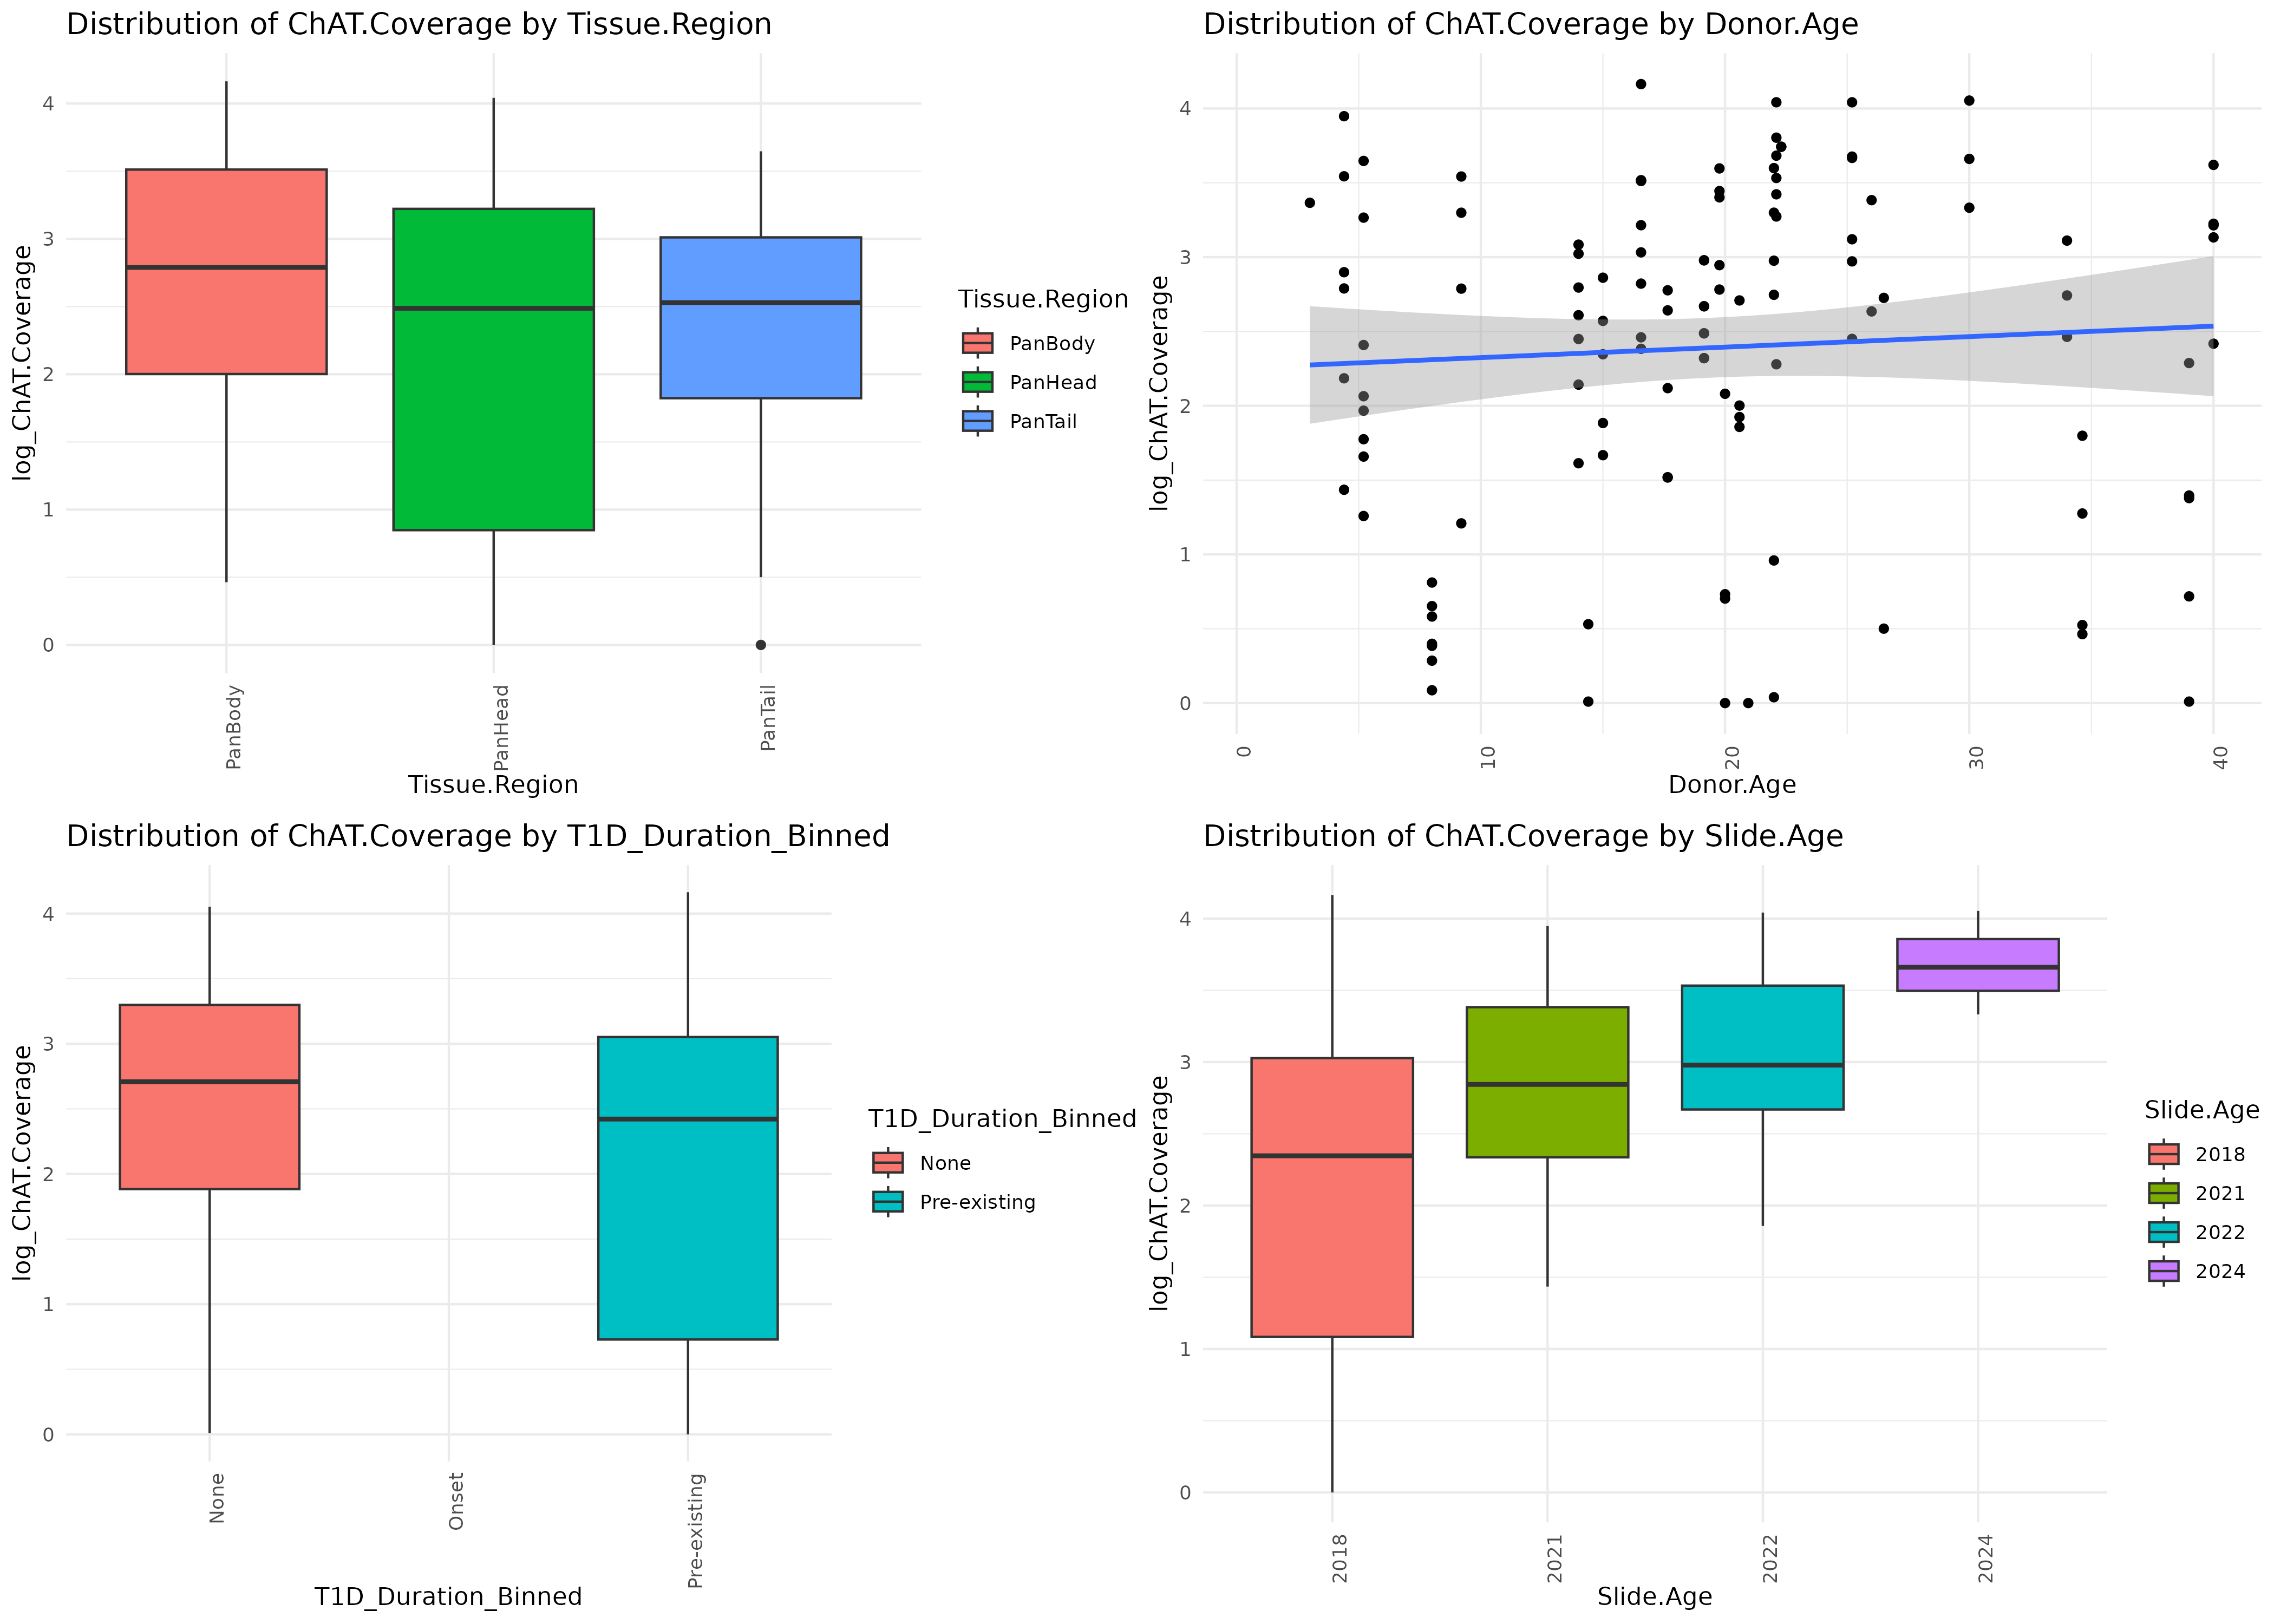 Distribution of ChAT.Coverage by Tissue.Region
log_ChAT.Coverage
4
3
2
1
0
PanBody
PanHead
PanTail
Tissue.Region
Tissue.Region
PanBody
PanHead
PanTail
Distribution of ChAT.Coverage by Donor.Age
log_ChAT.Coverage
4
3
2
1
0
0
10
20
30
40
Donor.Age
Distribution of ChAT.Coverage by T1D_Duration_Binned
log_ChAT.Coverage
4
3
2
1
0
None
Onset
Pre-existing
T1D_Duration_Binned
T1D_Duration_Binned
None
Pre-existing
Distribution of ChAT.Coverage by Slide.Age
log_ChAT.Coverage
4
3
2
1
0
2018
2021
2022
2024
Slide.Age
Slide.Age
2018
2021
2022
2024